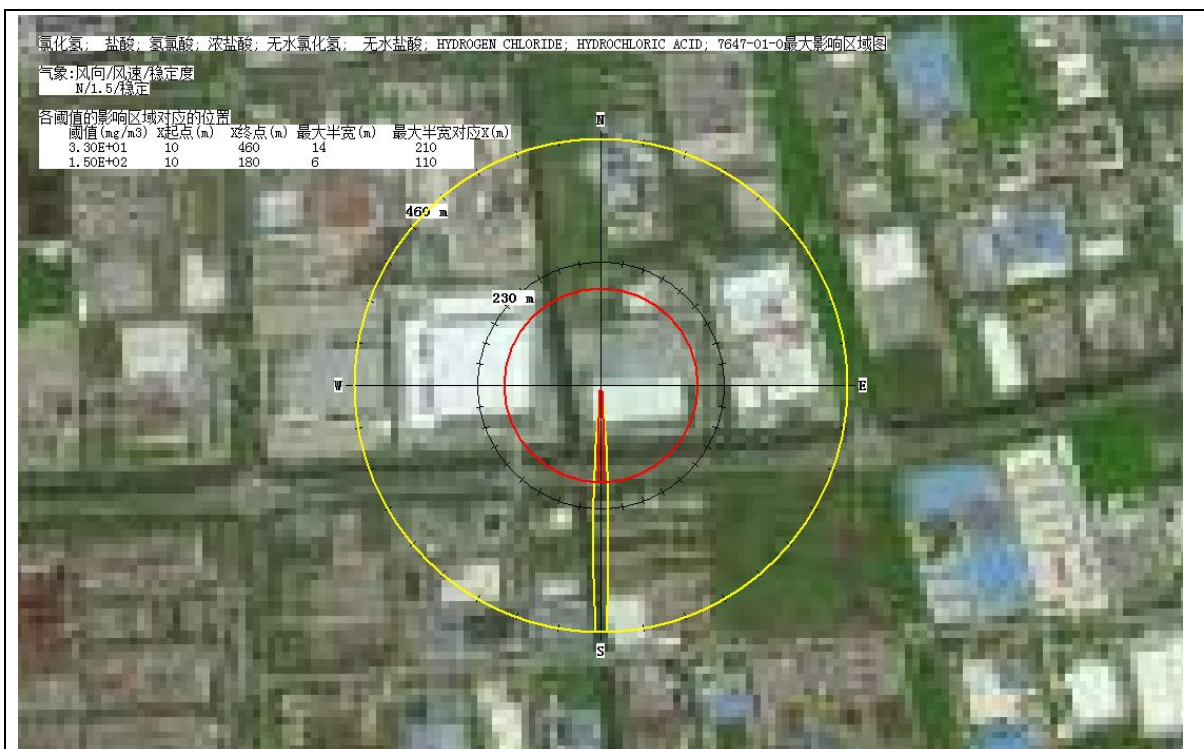 氯化氢； 盐酸；氢氯酸；浓盐酸；无水氯化氢； 无水盐酸；HYDROGEN CHLORIDE；HYDROCHLORIC ACID；7647-01-0最大影响区域图
气象:风向/风速/稳定度
N/1.5/稳定
各阈值的影响区域对应的位置
阈值(mg/m3) X起点(m) X终点(m) 最大半宽(m) 最大半宽对应X(m)
3.30E+01 10 460 14 210
1.50E+02 10 180 6 110
N
460 m
230 m
W
E
S